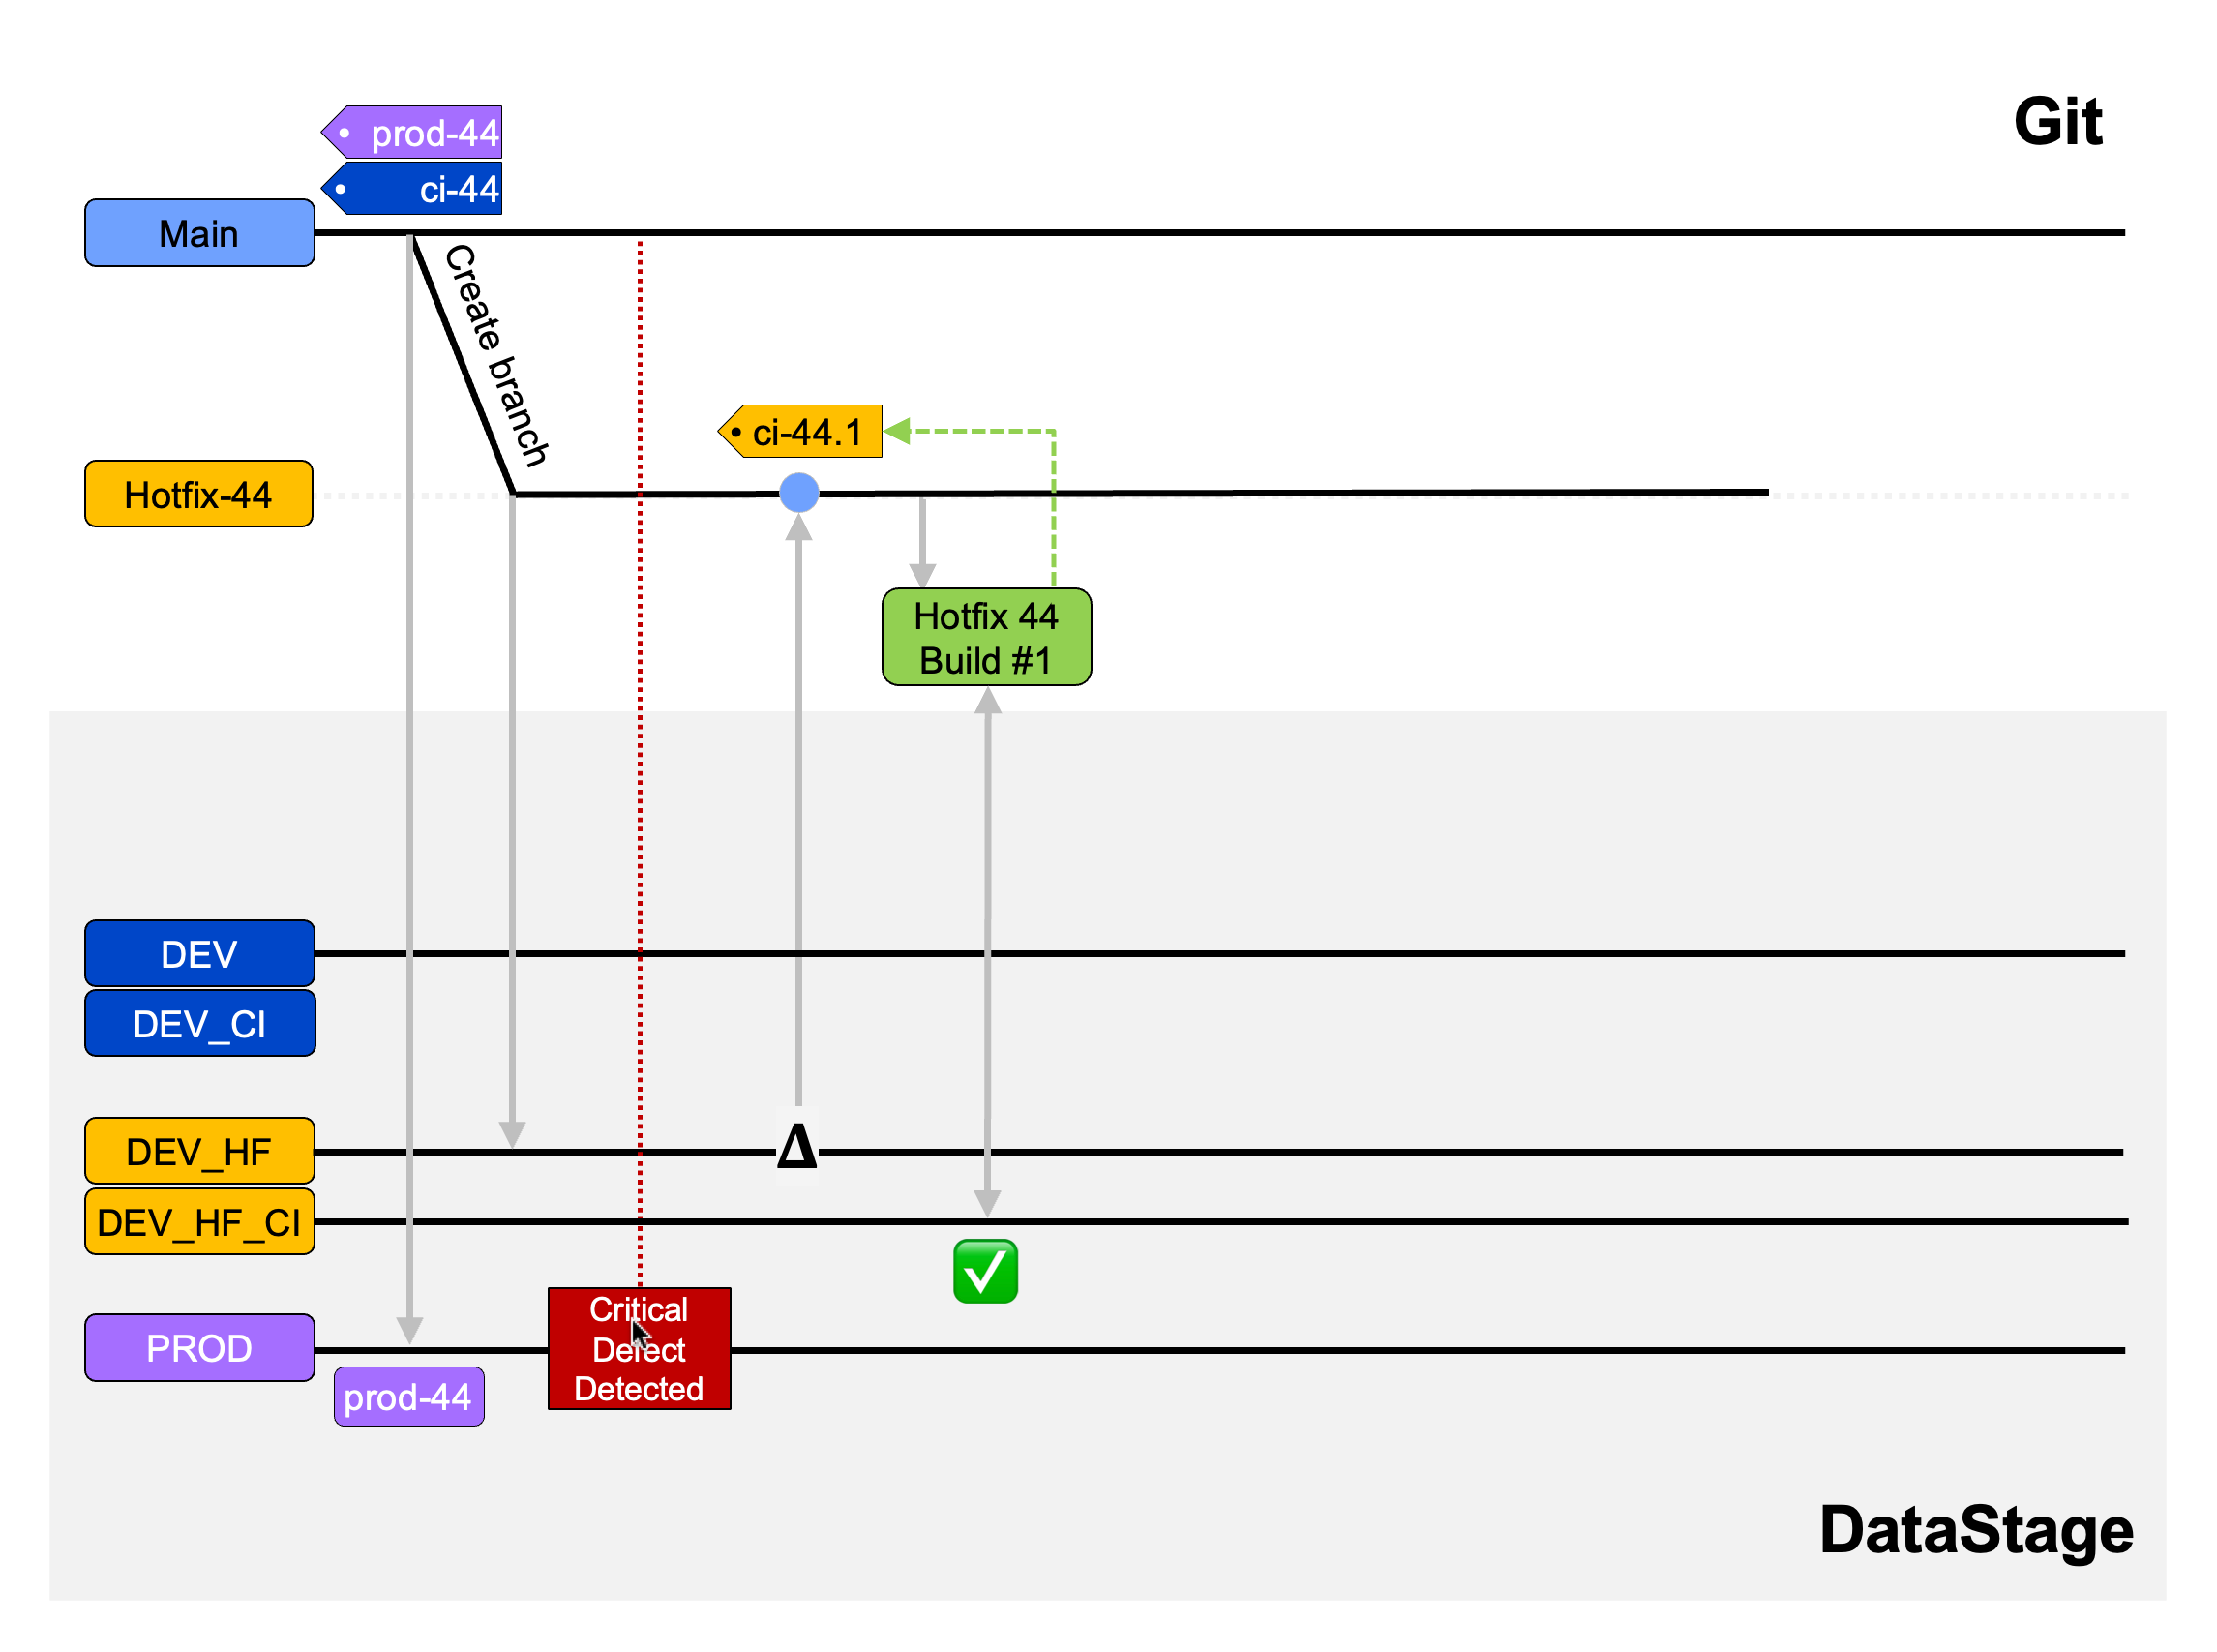 Git
prod-44
ci-44
Main
Create branch
ci-44.1
Hotfix-44
Hotfix 44
Build #1
DEV
DEV_CI
DEV_HF
Δ
DEV_HF_CI
PROD
Critical
Defect
Detected
prod-44
DataStage